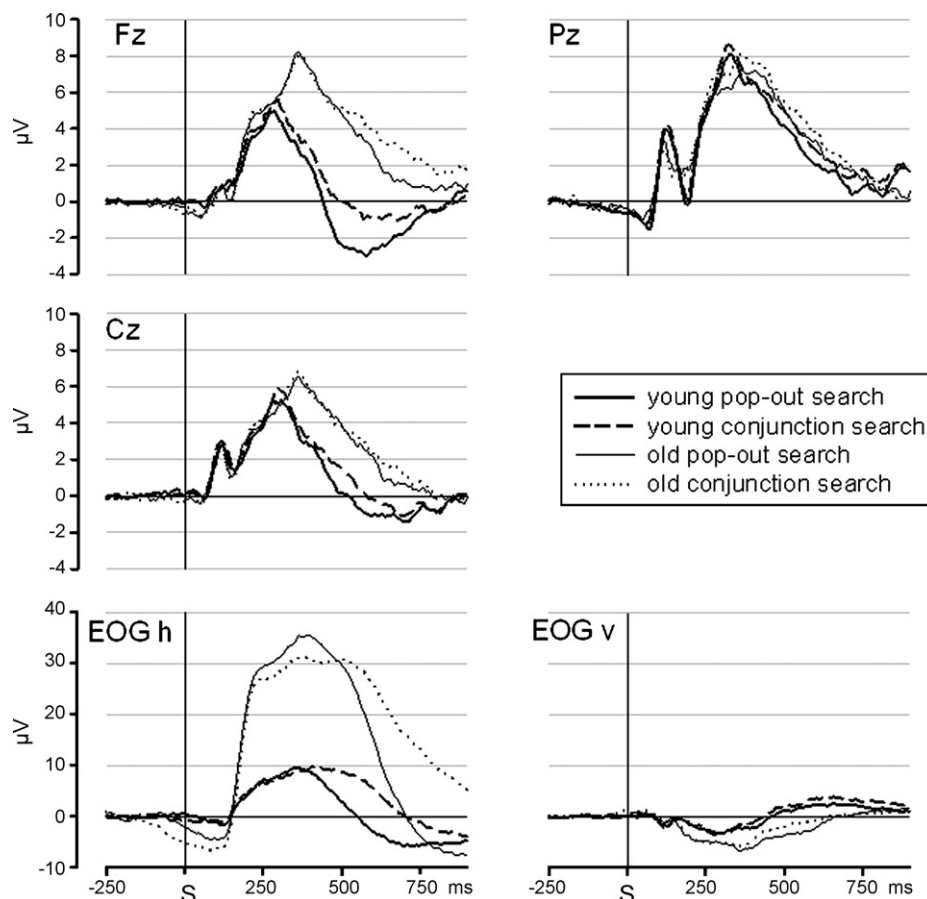 Fz
10
8
6
4
2
0
-2
-4
µV
Pz
Cz
10
8
6
4
2
0
-2
-4
µV
young pop-out search
young conjunction search
old pop-out search
old conjunction search
EOG h
40
30
20
10
0
-10
µV
-250 S 250 500 750 ms
EOG v
-250 S 250 500 750 ms